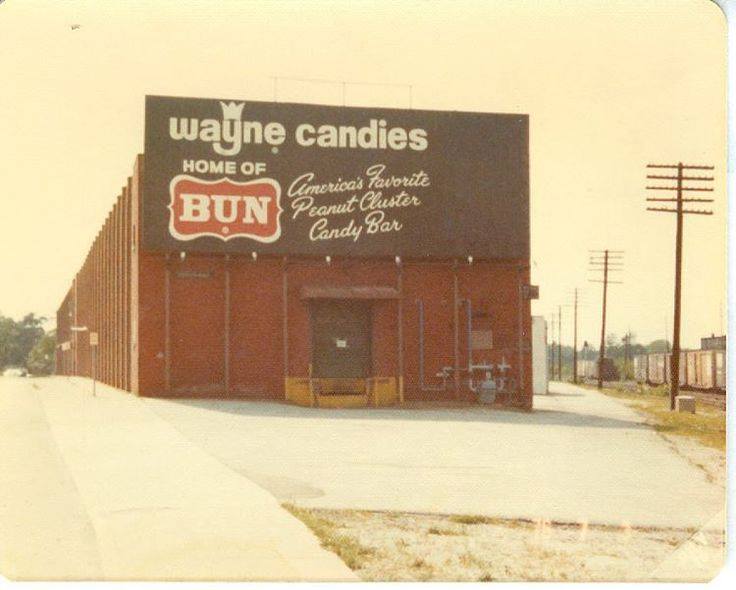 wayne candies
HOME OF
BUN
America's Favorite
Peanut Cluster
Candy Bar